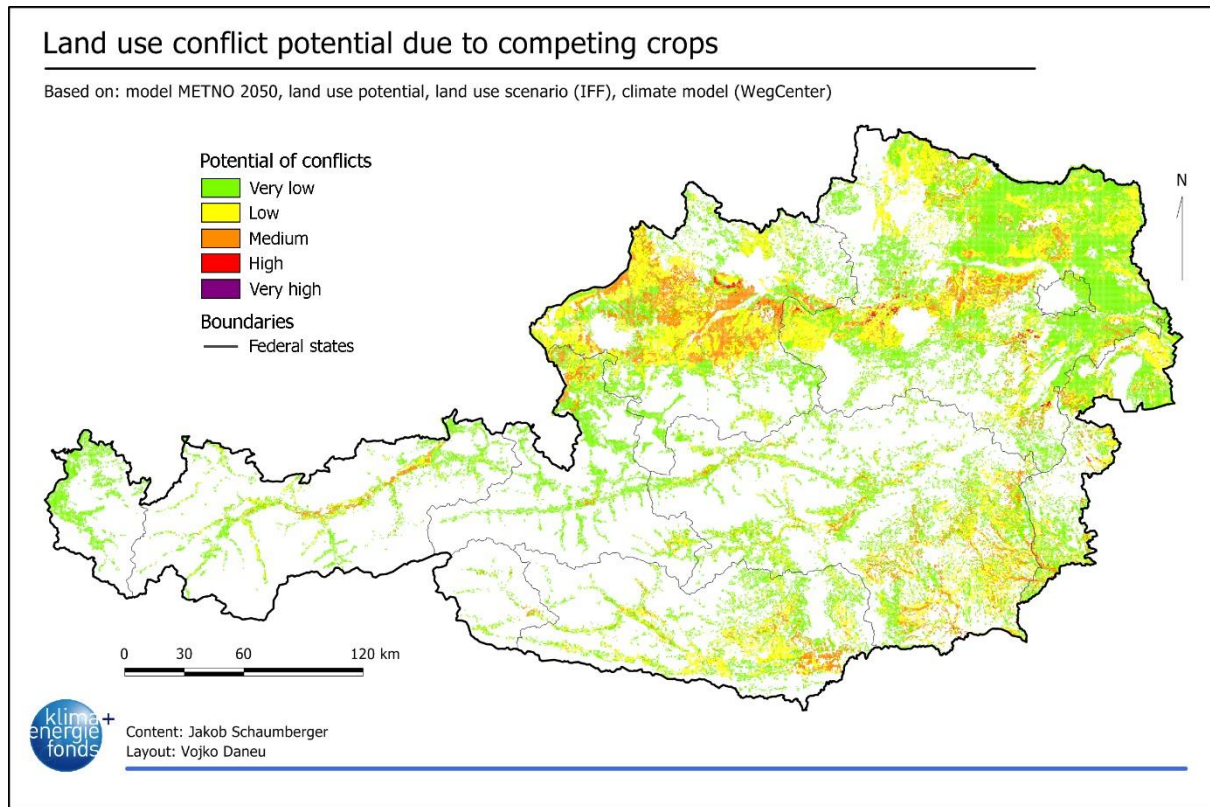 Land use conflict potential due to competing crops
Based on: model METNO 2050, land use potential, land use scenario (IFF), climate model (WegCenter)
Potential of conflicts
Very low
Low
Medium
High
Very high
Boundaries
Federal states
N
0 30 60 120 km
klima+
energie
fonds
Content: Jakob Schaumberger
Layout: Vojko Daneu